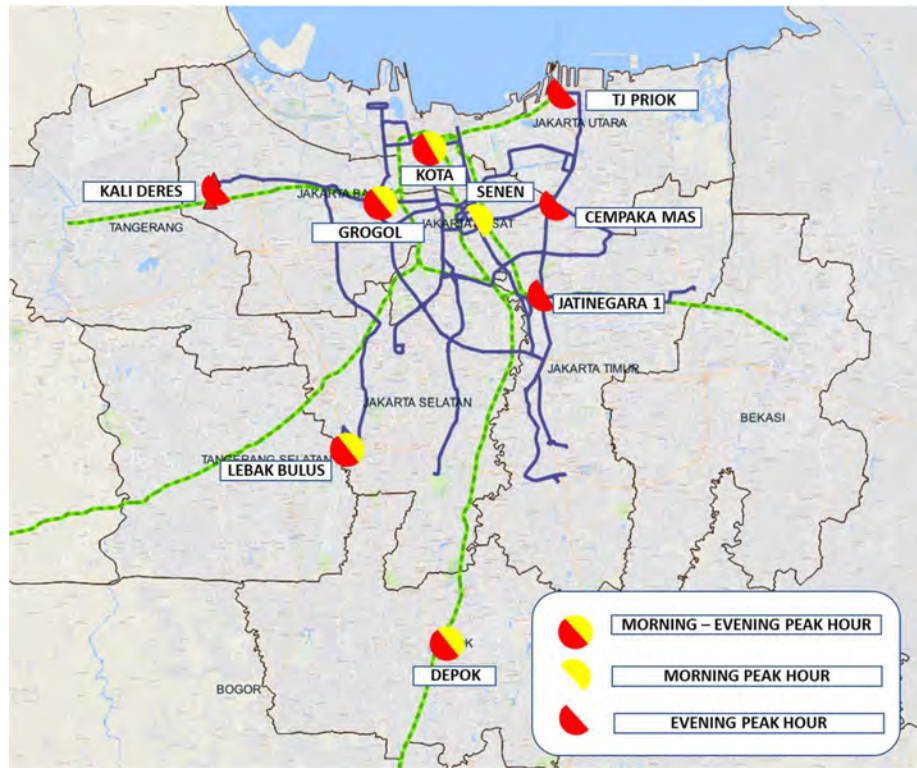 TJ PRIOK
JAKARTA UTARA
KOTA
KALI DERES
SENEN
JAKARTA BA
CEMPAKA MAS
TANGERANG
GROGOL
JAKARTA
SAT
JATINEGARA 1
JAKARTA TIMUR
JAKARTA SELATAN
BEKASI
TANGERANG SELATAN
LEBAK BULUS
MORNING – EVENING PEAK HOUR
K
DEPOK
MORNING PEAK HOUR
BOGOR
EVENING PEAK HOUR